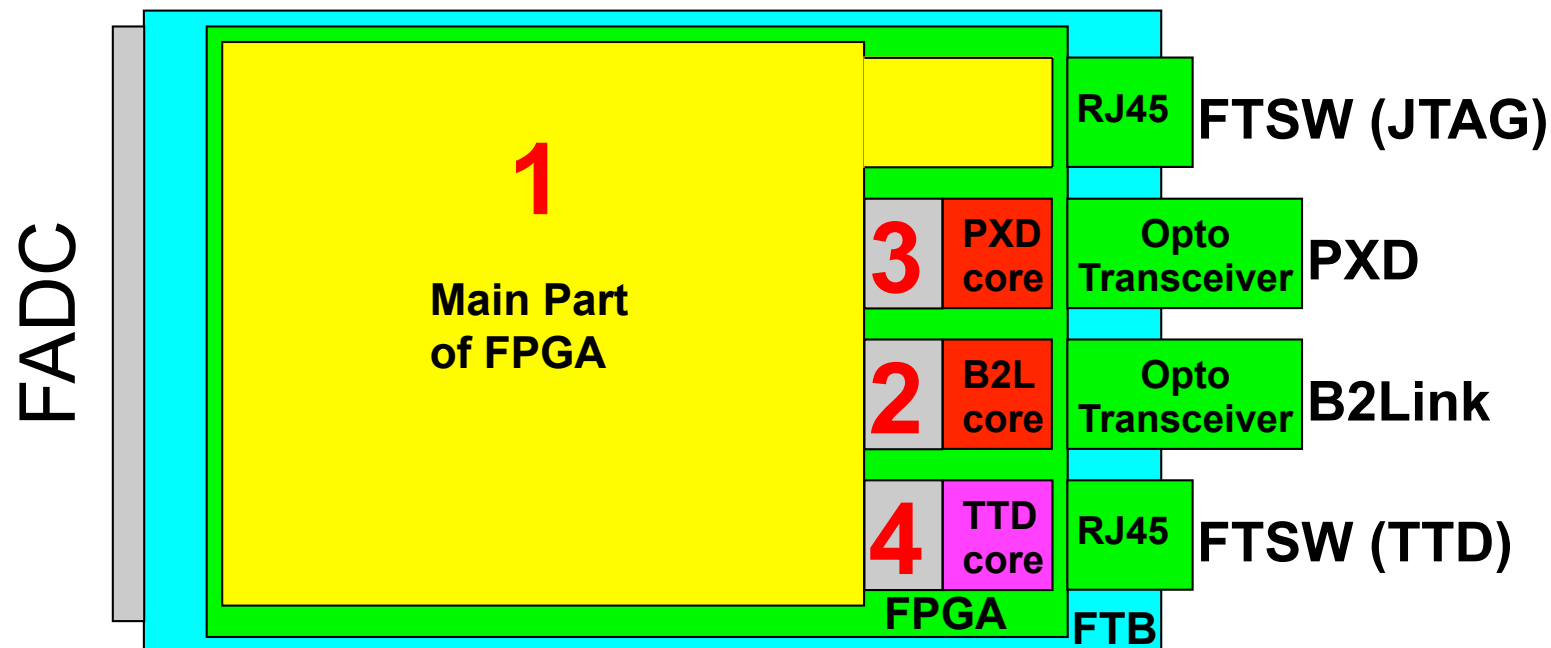 FADC
1
Main Part
of FPGA
RJ45
FTSW (JTAG)
3
PXD
core
Opto
Transceiver
PXD
2
B2L
core
Opto
Transceiver
B2Link
4
TTD
core
RJ45
FTSW (TTD)
FPGA
FTB